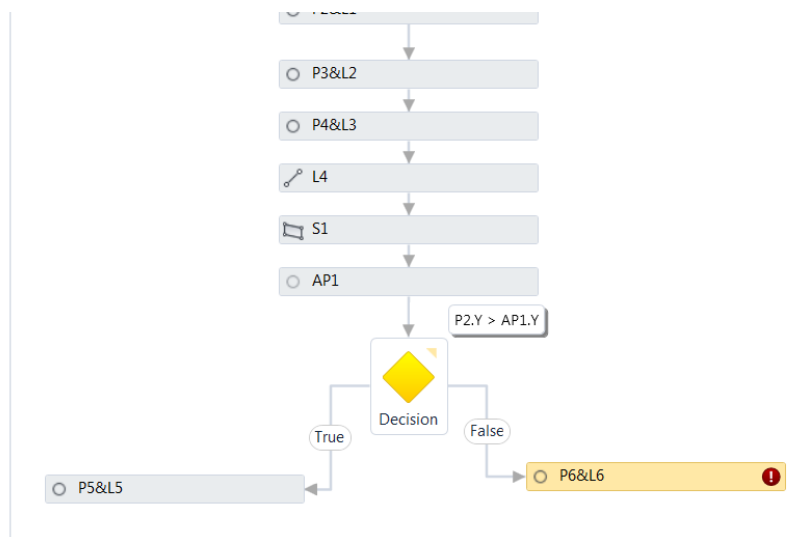 P3&L2
P4&L3
L4
S1
AP1
P2.Y > AP1.Y
Decision
True
False
P6&L6
P5&L5